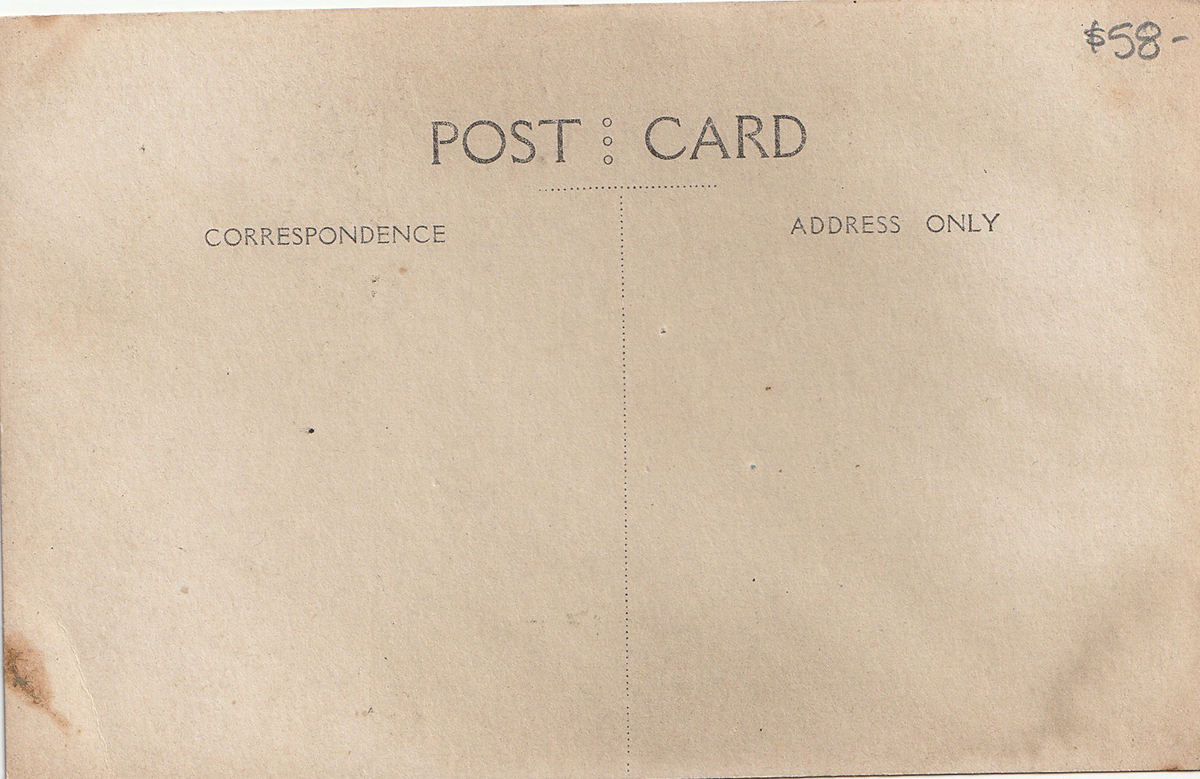 $58-
POST CARD
CORRESPONDENCE
ADDRESS ONLY